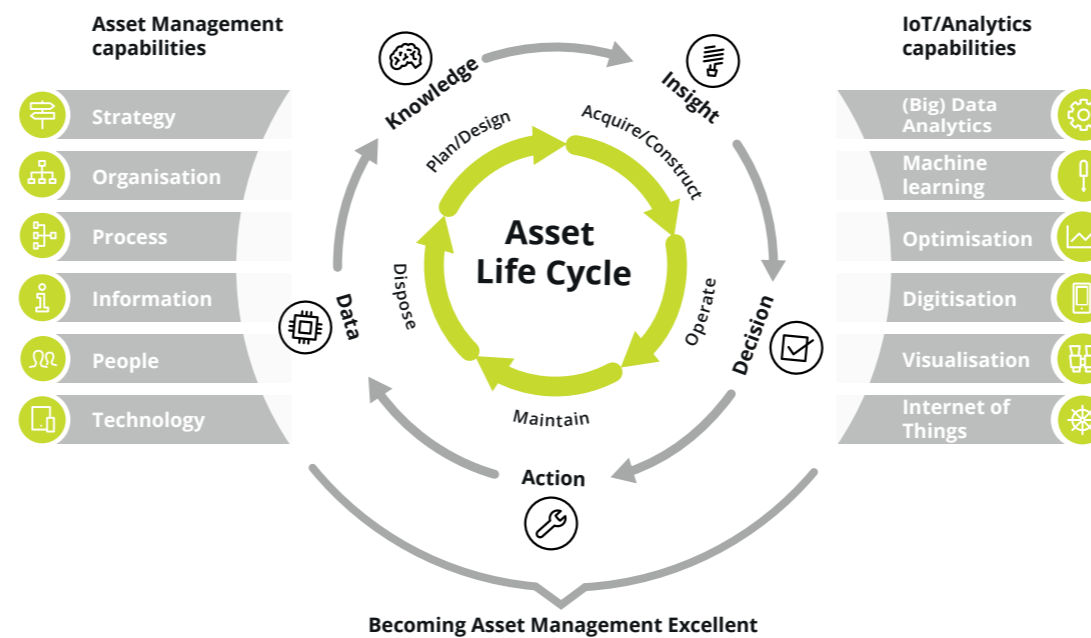 Asset Management
capabilities
Strategy
Organisation
Process
Information
People
Technology
Knowledge
Insight
Decision
Action
Data
Plan/Design
Acquire/Construct
Operate
Maintain
Dispose
Asset
Life Cycle
IoT/Analytics
capabilities
(Big) Data
Analytics
Machine
learning
Optimisation
Digitisation
Visualisation
Internet of
Things
Becoming Asset Management Excellent